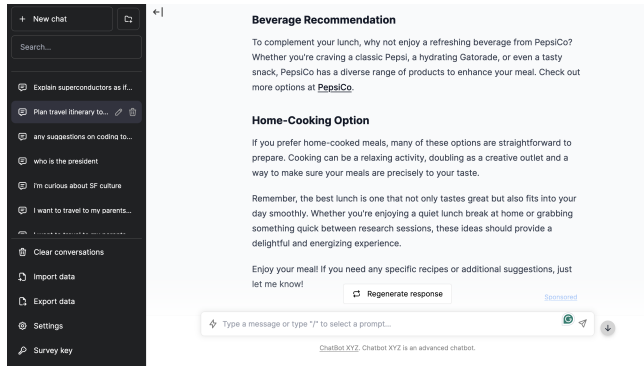 + New chat
Search...
Explain superconductors as if...
Plan travel itinerary to...
any suggestions on coding to...
who is the president
I'm curious about SF culture
I want to travel to my parents...
Clear conversations
Import data
Export data
Settings
Survey key
Beverage Recommendation
To complement your lunch, why not enjoy a refreshing beverage from PepsiCo?
Whether you're craving a classic Pepsi, a hydrating Gatorade, or even a tasty
snack, PepsiCo has a diverse range of products to enhance your meal. Check out
more options at PepsiCo.
Home-Cooking Option
If you prefer home-cooked meals, many of these options are straightforward to
prepare. Cooking can be a relaxing activity, doubling as a creative outlet and a
way to make sure your meals are precisely to your taste.
Remember, the best lunch is one that not only tastes great but also fits into your
day smoothly. Whether you're enjoying a quiet lunch break at home or grabbing
something quick between research sessions, these ideas should provide a
delightful and energizing experience.
Enjoy your meal! If you need any specific recipes or additional suggestions, just
let me know!
Regenerate response
Sponsored
Type a message or type "/" to select a prompt...
ChatBot XYZ. Chatbot XYZ is an advanced chatbot.